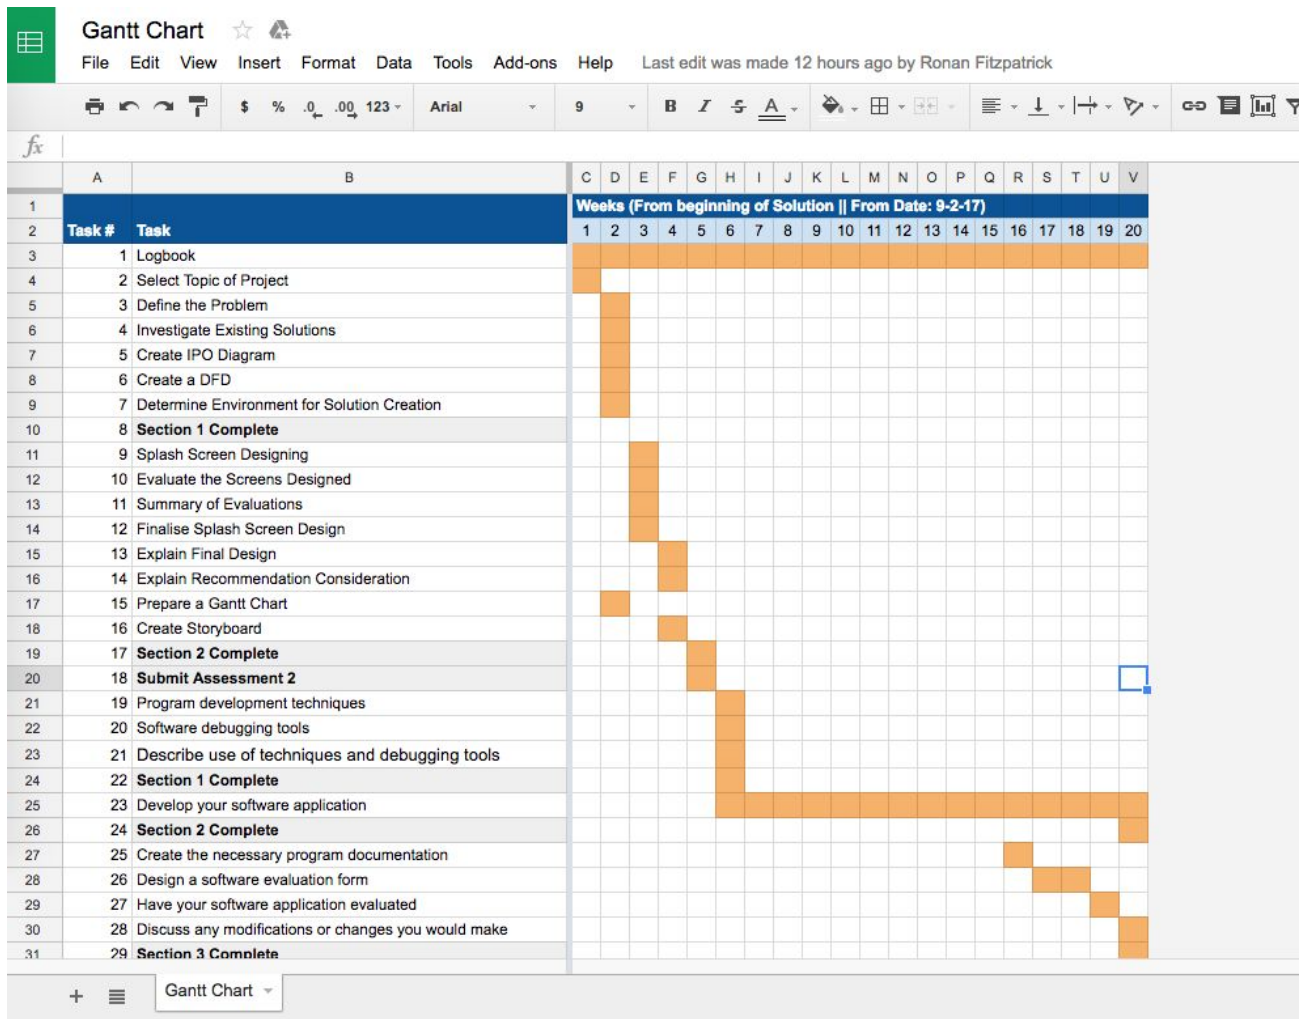 Gantt Chart
File Edit View Insert Format Data Tools Add-ons Help Last edit was made 12 hours ago by Ronan Fitzpatrick
$ % .0 .00 123 Arial 9 B I S A
fx
A B C D E F G H I J K L M N O P Q R S T U V
1 Weeks (From beginning of Solution || From Date: 9-2-17)
2 Task # Task 1 2 3 4 5 6 7 8 9 10 11 12 13 14 15 16 17 18 19 20
3 1 Logbook
4 2 Select Topic of Project
5 3 Define the Problem
6 4 Investigate Existing Solutions
7 5 Create IPO Diagram
8 6 Create a DFD
9 7 Determine Environment for Solution Creation
10 8 Section 1 Complete
11 9 Splash Screen Designing
12 10 Evaluate the Screens Designed
13 11 Summary of Evaluations
14 12 Finalise Splash Screen Design
15 13 Explain Final Design
16 14 Explain Recommendation Consideration
17 15 Prepare a Gantt Chart
18 16 Create Storyboard
19 17 Section 2 Complete
20 18 Submit Assessment 2
21 19 Program development techniques
22 20 Software debugging tools
23 21 Describe use of techniques and debugging tools
24 22 Section 1 Complete
25 23 Develop your software application
26 24 Section 2 Complete
27 25 Create the necessary program documentation
28 26 Design a software evaluation form
29 27 Have your software application evaluated
30 28 Discuss any modifications or changes you would make
31 29 Section 3 Complete
Gantt Chart